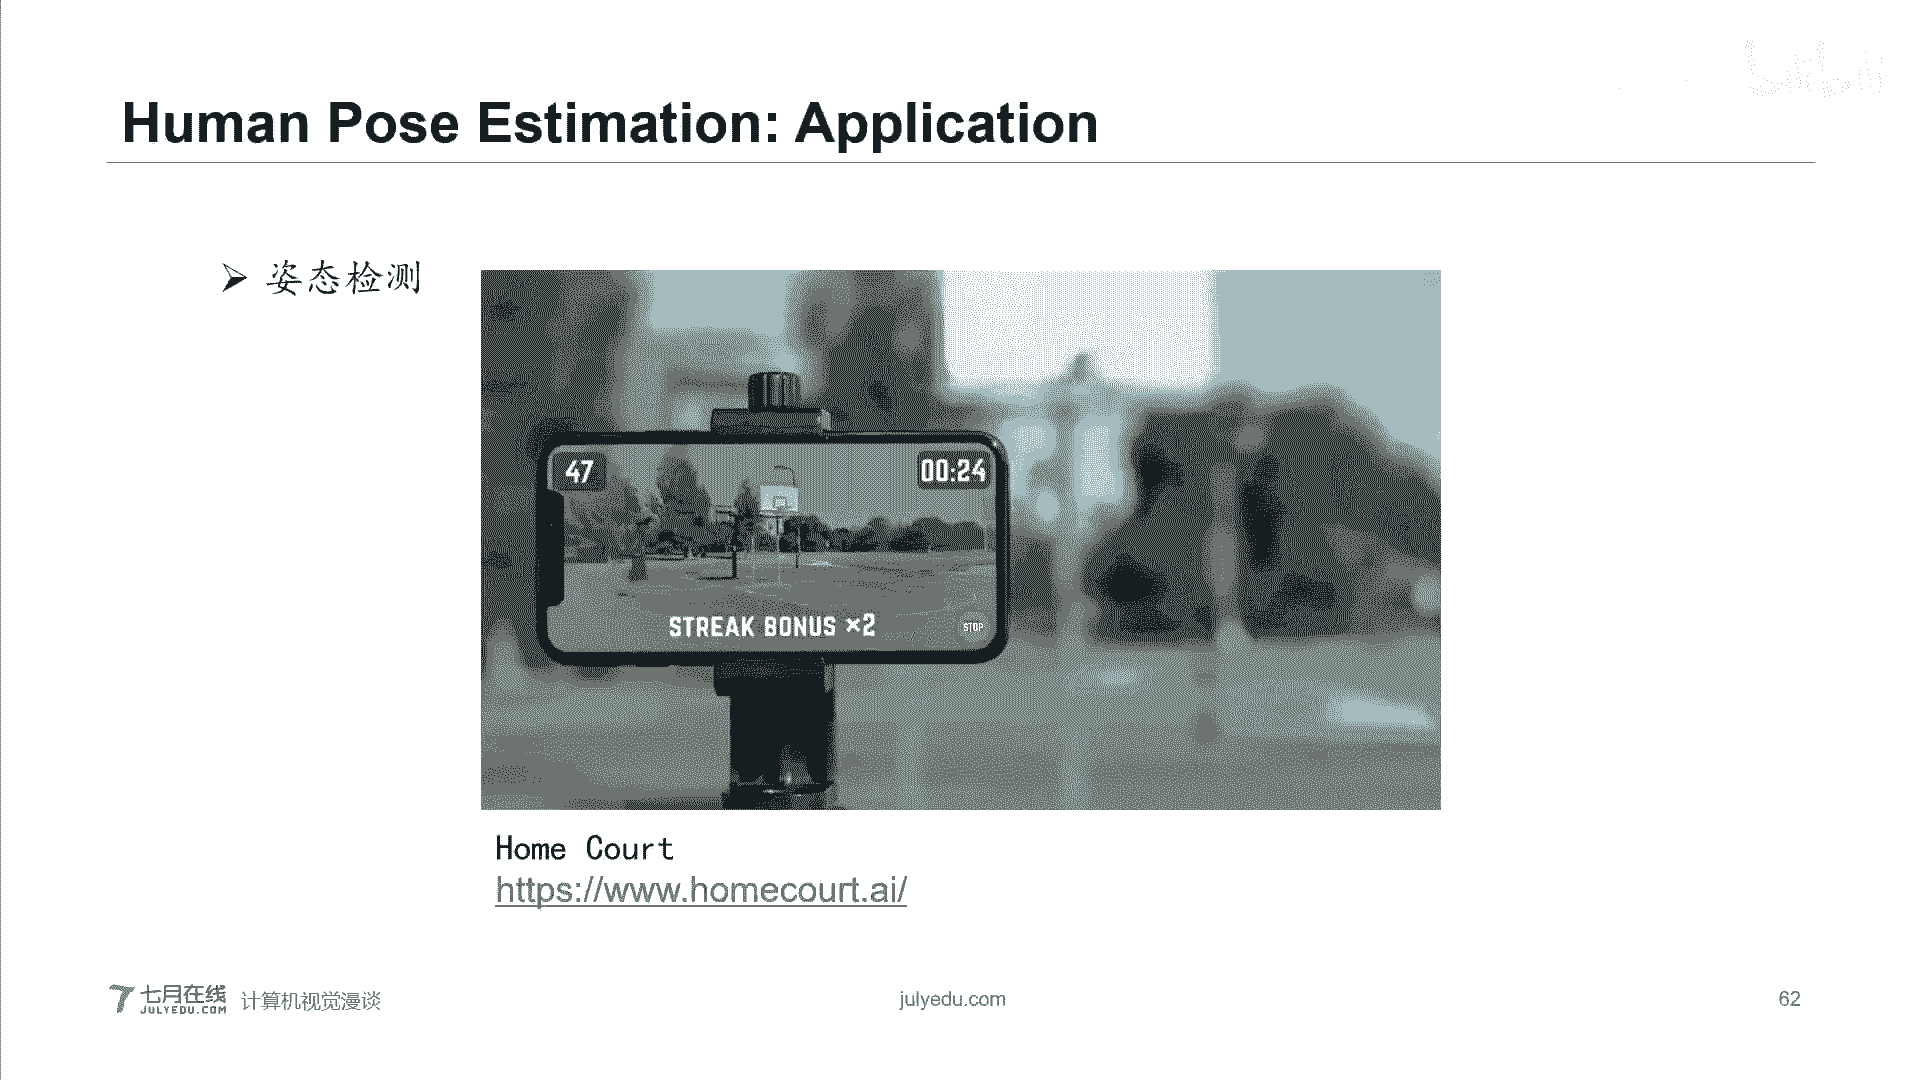 Human Pose Estimation: Application
➢ 姿态检测
47
00:24
STREAK BONUS ×2
STOP
Home Court
https://www.homecourt.ai/
七月在线
JULYEDU.COM
计算机视觉漫谈
julyedu.com
62